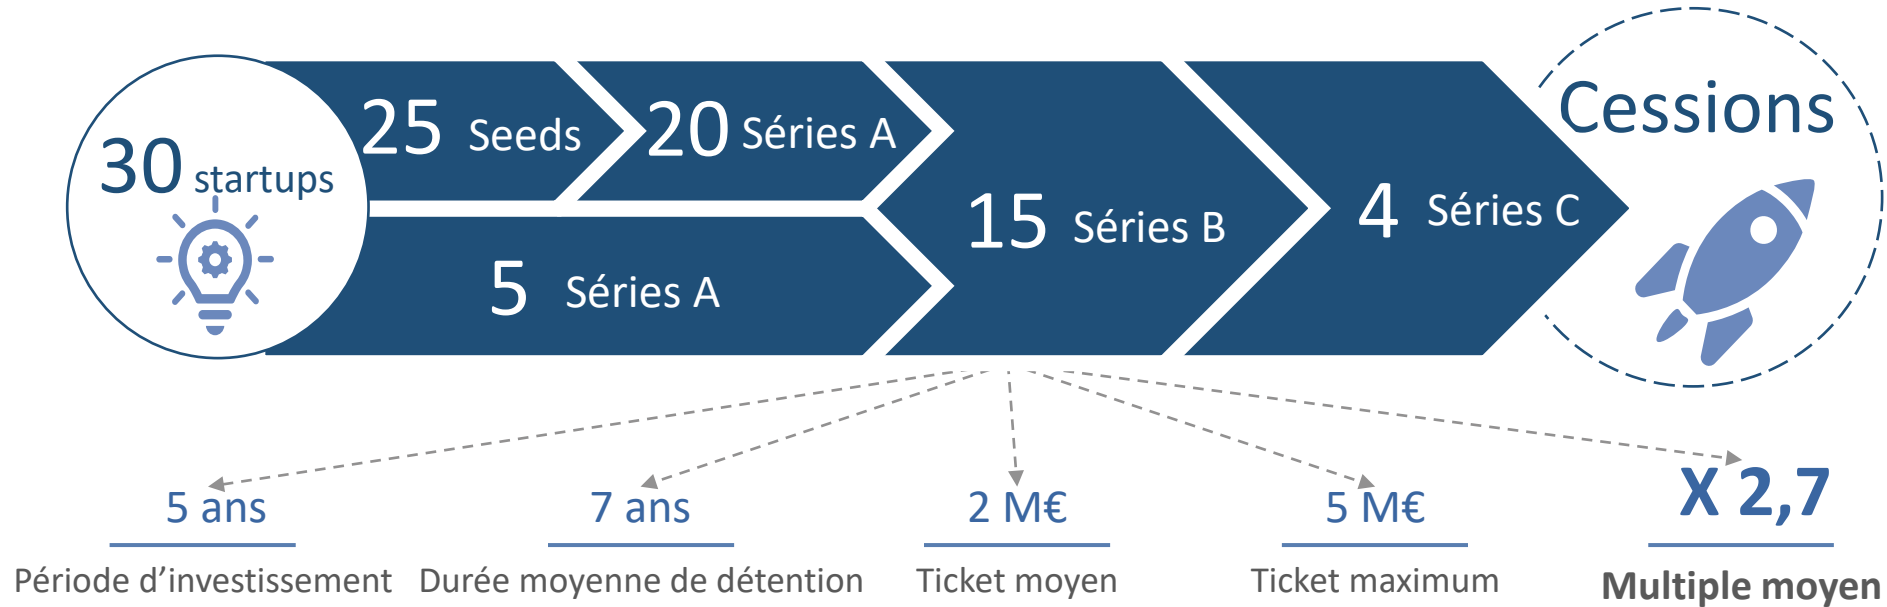 30 startups
25 Seeds
20 Séries A
5 Séries A
15 Séries B
4 Séries C
Cessions
5 ans
Période d’investissement
7 ans
Durée moyenne de détention
2 M€
Ticket moyen
5 M€
Ticket maximum
X 2,7
Multiple moyen